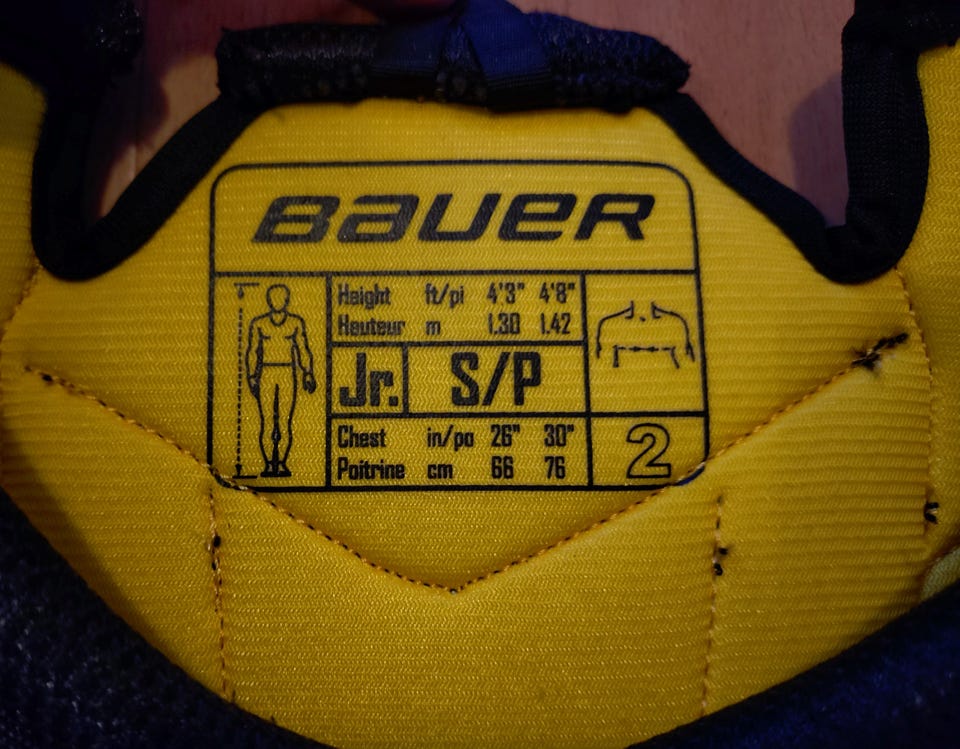 BAUER
Height ft/pi 4'3" 4'8"
Hauteur m 1.30 1.42
Jr. S/P
Chest in/po 26" 30"
Poitrine cm 66 76
2